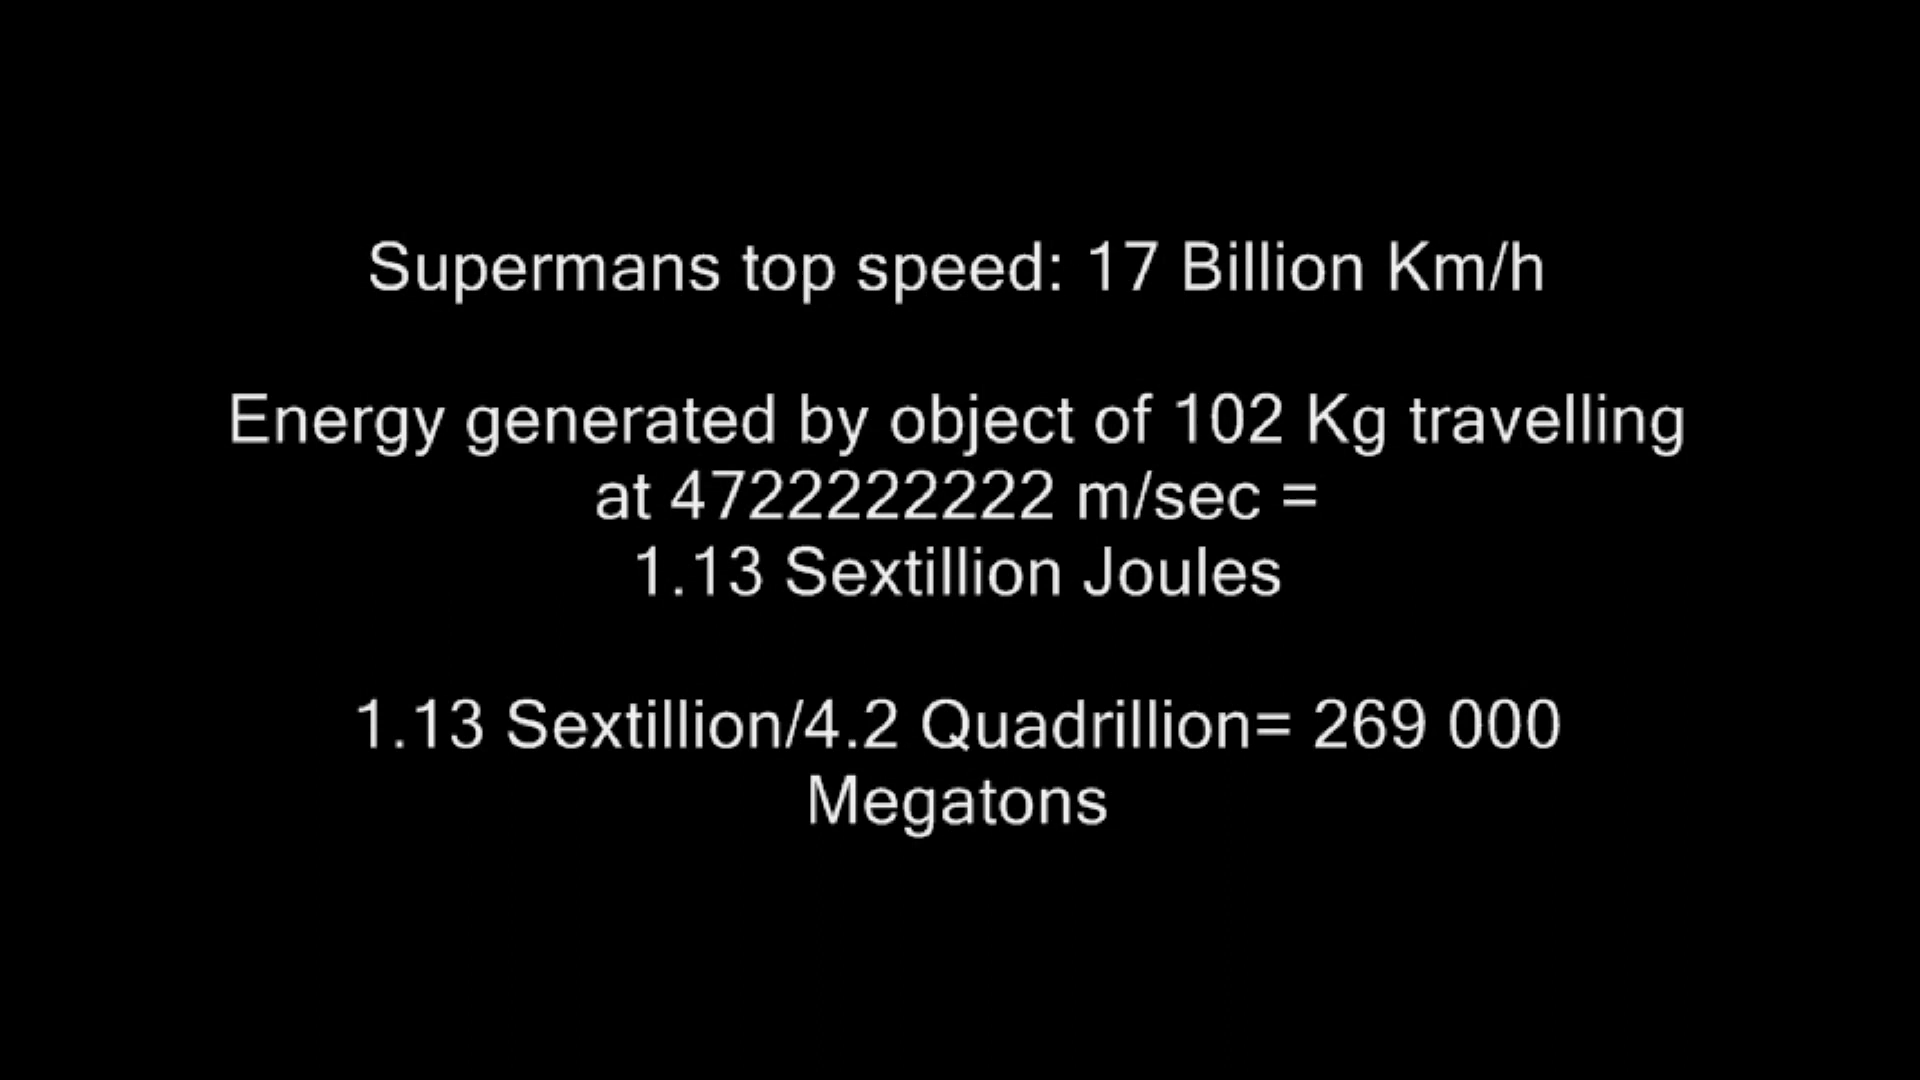 Supermans top speed: 17 Billion Km/h
Energy generated by object of 102 Kg travelling
at 4722222222 m/sec =
1.13 Sextillion Joules
1.13 Sextillion/4.2 Quadrillion= 269 000
Megatons